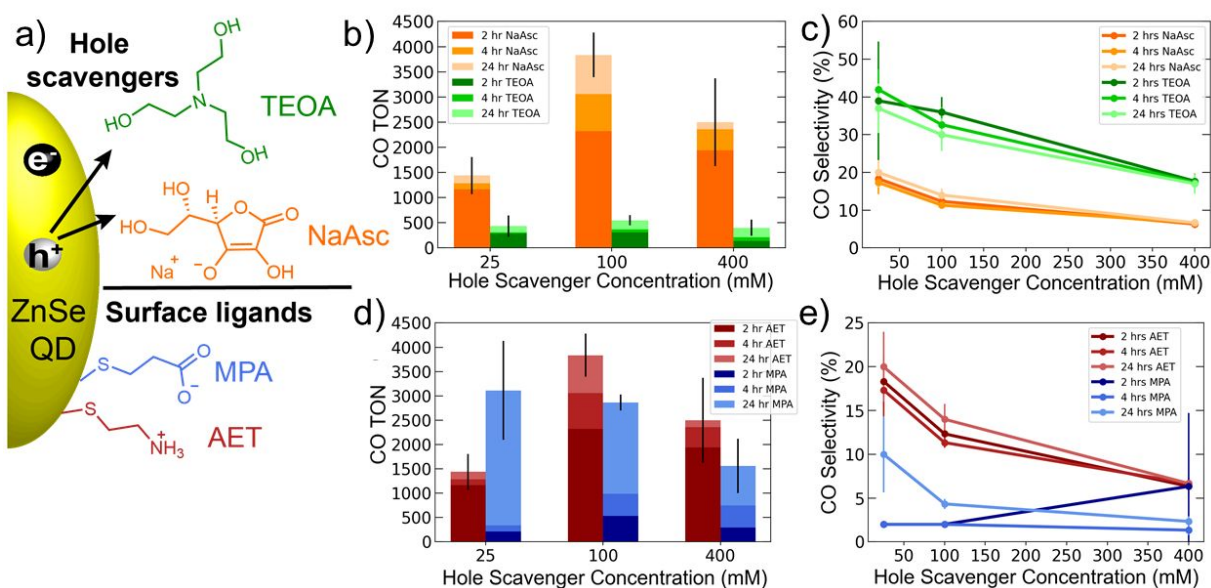 a)
Hole
scavengers
OH
N
HO
OH
TEOA
e-
h+
HO
OH
H
O
O
HO
Na+
-O
OH
NaAsc
ZnSe
QD
Surface ligands
S
O
O-
MPA
S
+
NH3
AET
b)
4500
4000
3500
3000
2500
2000
1500
1000
500
0
CO TON
2 hr NaAsc
4 hr NaAsc
24 hr NaAsc
2 hr TEOA
4 hr TEOA
24 hr TEOA
25 100 400
Hole Scavenger Concentration (mM)
c)
60
50
40
30
20
10
0
CO Selectivity (%)
2 hrs NaAsc
4 hrs NaAsc
24 hrs NaAsc
2 hrs TEOA
4 hrs TEOA
24 hrs TEOA
50 100 150 200 250 300 350 400
Hole Scavenger Concentration (mM)
d)
4500
4000
3500
3000
2500
2000
1500
1000
500
0
CO TON
2 hr AET
4 hr AET
24 hr AET
2 hr MPA
4 hr MPA
24 hr MPA
25 100 400
Hole Scavenger Concentration (mM)
e)
25
20
15
10
5
0
CO Selectivity (%)
2 hrs AET
4 hrs AET
24 hrs AET
2 hrs MPA
4 hrs MPA
24 hrs MPA
50 100 150 200 250 300 350 400
Hole Scavenger Concentration (mM)